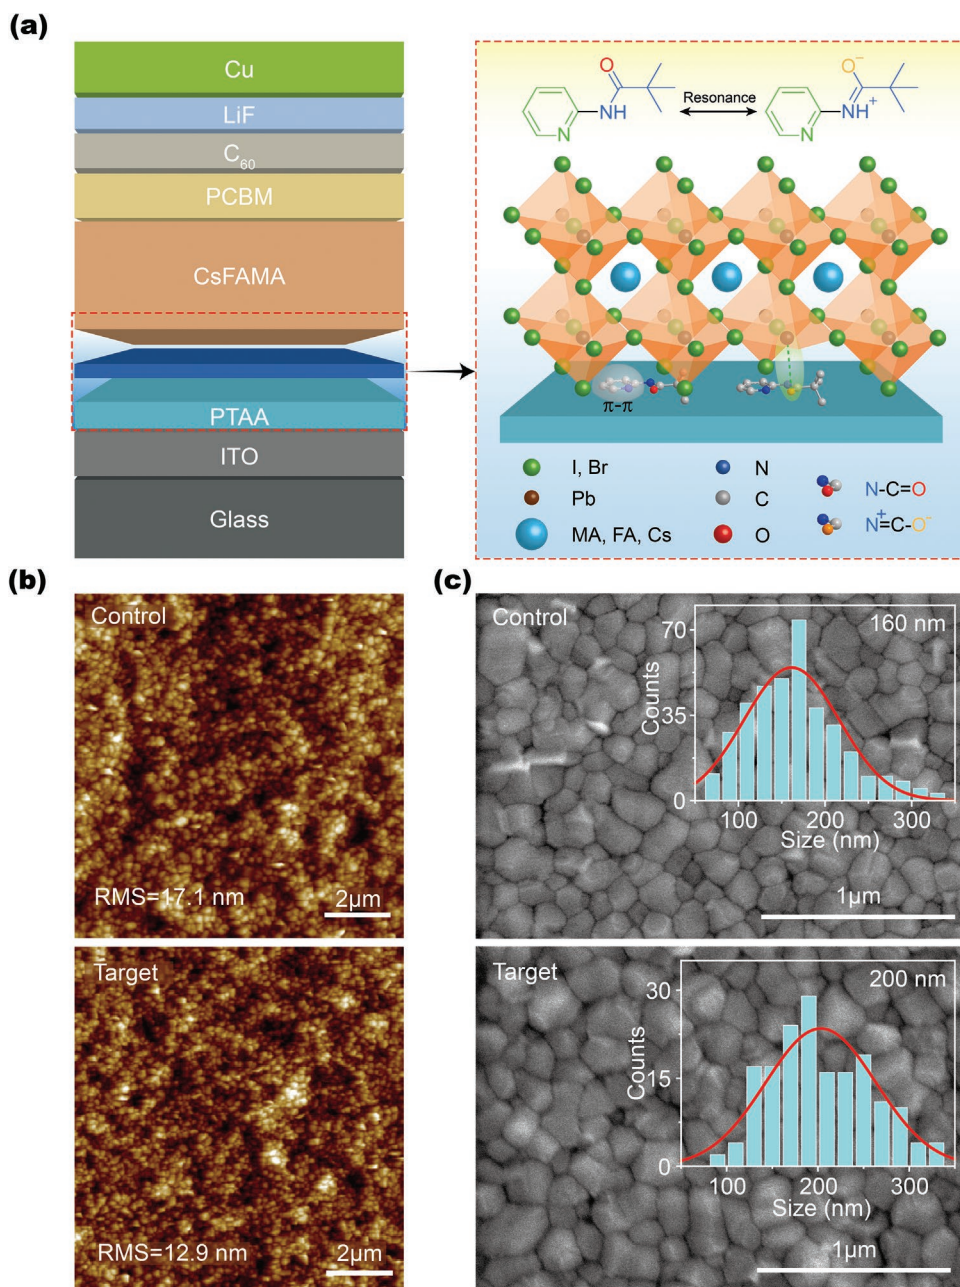 (a)
Cu
LiF
C₆₀
PCBM
CsFAMA
PTAA
ITO
Glass
O
NH
N
Resonance
O⁻
NH⁺
N
π-π
I, Br
Pb
MA, FA, Cs
N
C
O
N-C=O
N⁺=C-O⁻
(b)
Control
RMS=17.1 nm
2μm
Target
RMS=12.9 nm
2μm
(c)
Control
160 nm
70
35
0
Counts
100
200
300
Size (nm)
1μm
Target
200 nm
30
15
0
Counts
100
200
300
Size (nm)
1μm